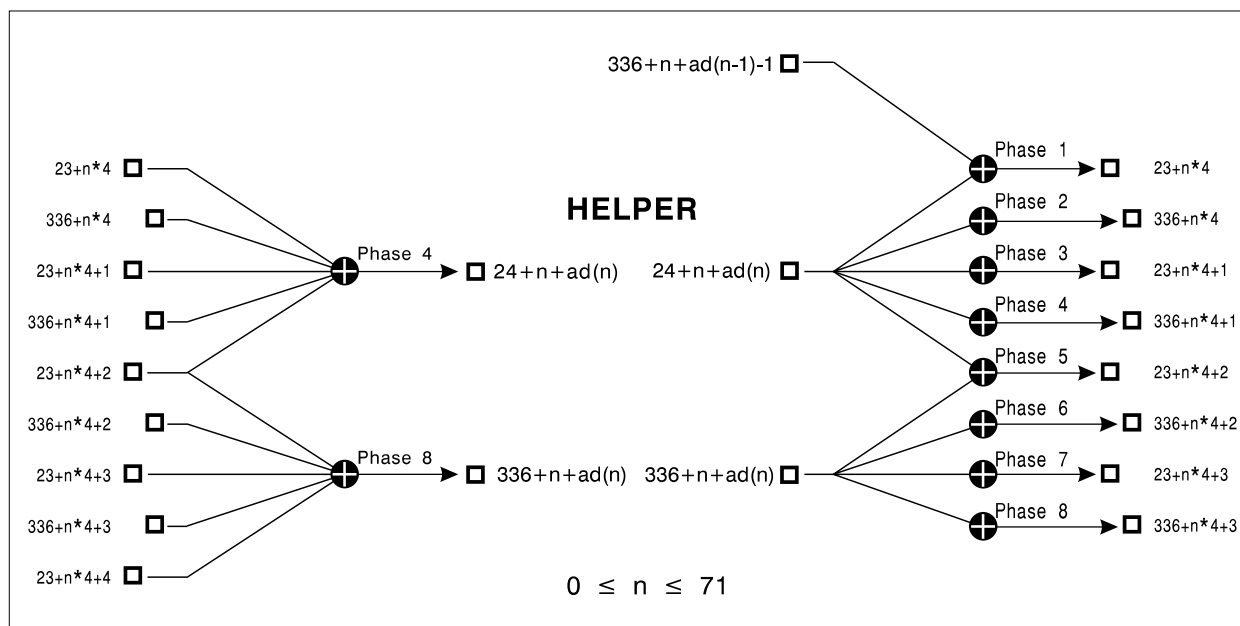 336+n+ad(n-1)-1
23+n*4
336+n*4
23+n*4+1
336+n*4+1
23+n*4+2
336+n*4+2
23+n*4+3
336+n*4+3
23+n*4+4
Phase 4
24+n+ad(n)
Phase 8
336+n+ad(n)
HELPER
24+n+ad(n)
336+n+ad(n)
Phase 1
23+n*4
Phase 2
336+n*4
Phase 3
23+n*4+1
Phase 4
336+n*4+1
Phase 5
23+n*4+2
Phase 6
336+n*4+2
Phase 7
23+n*4+3
Phase 8
336+n*4+3
0 ≤ n ≤ 71